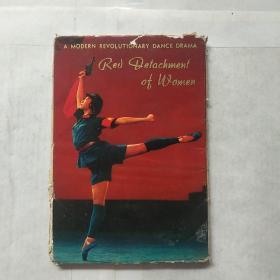 A MODERN REVOLUTIONARY DANCE DRAMA
Red Detachment
of Women